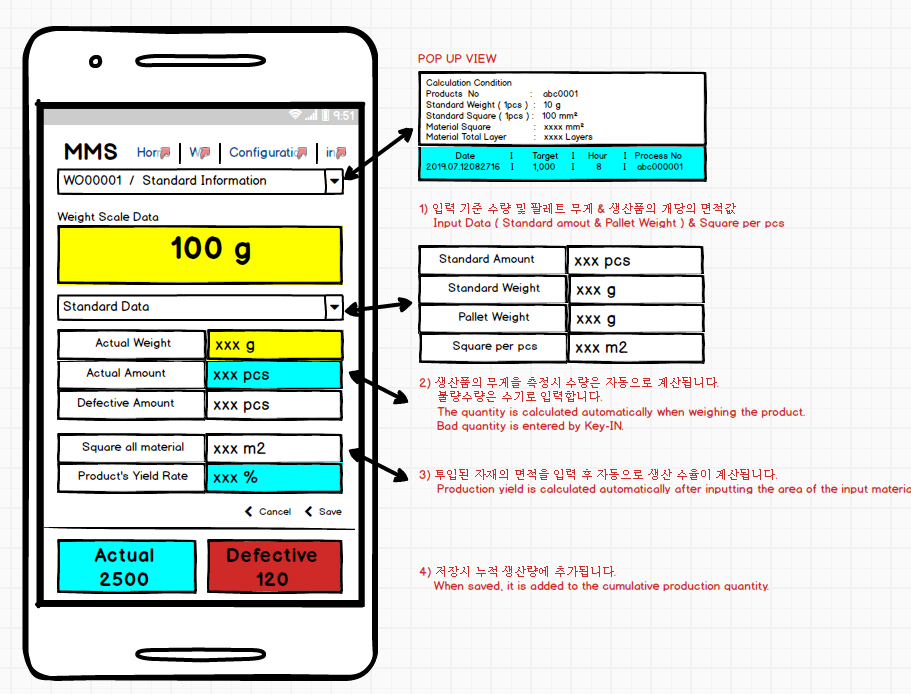 9:51
MMS
Configurati
WO00001 / Standard Information
Weight Scale Data
100 g
Standard Data
Actual Weight xxx g
Actual Amount xxx pcs
Defective Amount xxx pcs
Square all material xxx m2
Product's Yield Rate xxx %
Cancel Save
Actual
2500
Defective
120
POP UP VIEW
Calculation Condition
Products No : abc0001
Standard Weight ( 1pcs ) : 10 g
Standard Square ( 1pcs ) : 100 mm²
Material Square : xxxx mm²
Material Total Layer : xxxx Layers
Date I Target I Hour I Process No
2019.07.12082716 I 1,000 I 8 I abc000001
1) 입력 기준 수량 및 팔레트 무게 & 생산품의 개당의 면적값
Input Data ( Standard amout & Pallet Weight ) & Square per pcs
Standard Amount xxx pcs
Standard Weight xxx g
Pallet Weight xxx g
Square per pcs xxx m2
2) 생산품의 무게을 측정시 수량은 자동으로 계산됩니다.
불량수량은 수기로 입력합니다.
The quantity is calculated automatically when weighing the product.
Bad quantity is entered by Key-IN.
3) 투입된 자재의 면적을 입력 후 자동으로 생산 수율이 계산됩니다.
Production yield is calculated automatically after inputting the area of the input materia
4) 저장시 누적 생산량에 추가됩니다.
When saved, it is added to the cumulative production quantity.